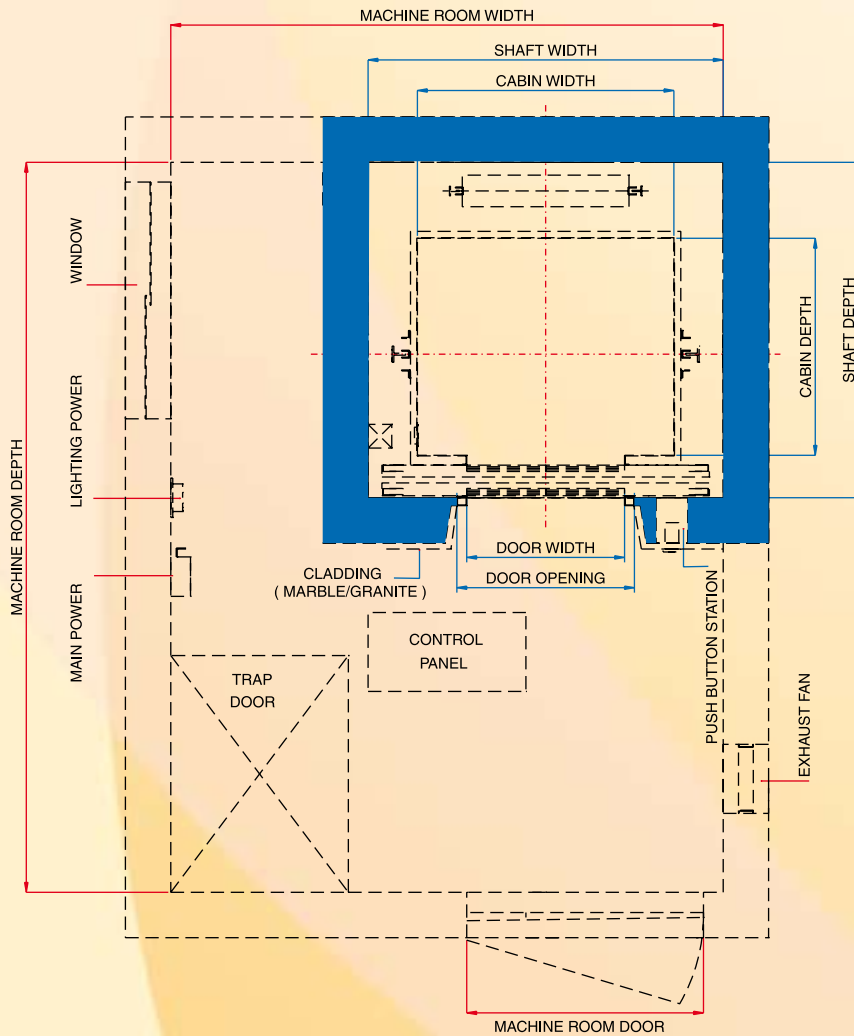 MACHINE ROOM WIDTH
SHAFT WIDTH
CABIN WIDTH
WINDOW
CABIN DEPTH
SHAFT DEPTH
LIGHTING POWER
MACHINE ROOM DEPTH
MAIN POWER
CLADDING
( MARBLE/GRANITE )
DOOR WIDTH
DOOR OPENING
CONTROL
PANEL
PUSH BUTTON STATION
TRAP
DOOR
EXHAUST FAN
MACHINE ROOM DOOR